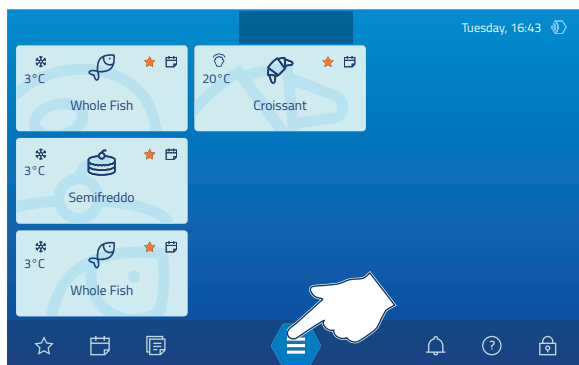 Tuesday, 16:43
3°C
Whole Fish
20°C
Croissant
3°C
Semifreddo
3°C
Whole Fish
?